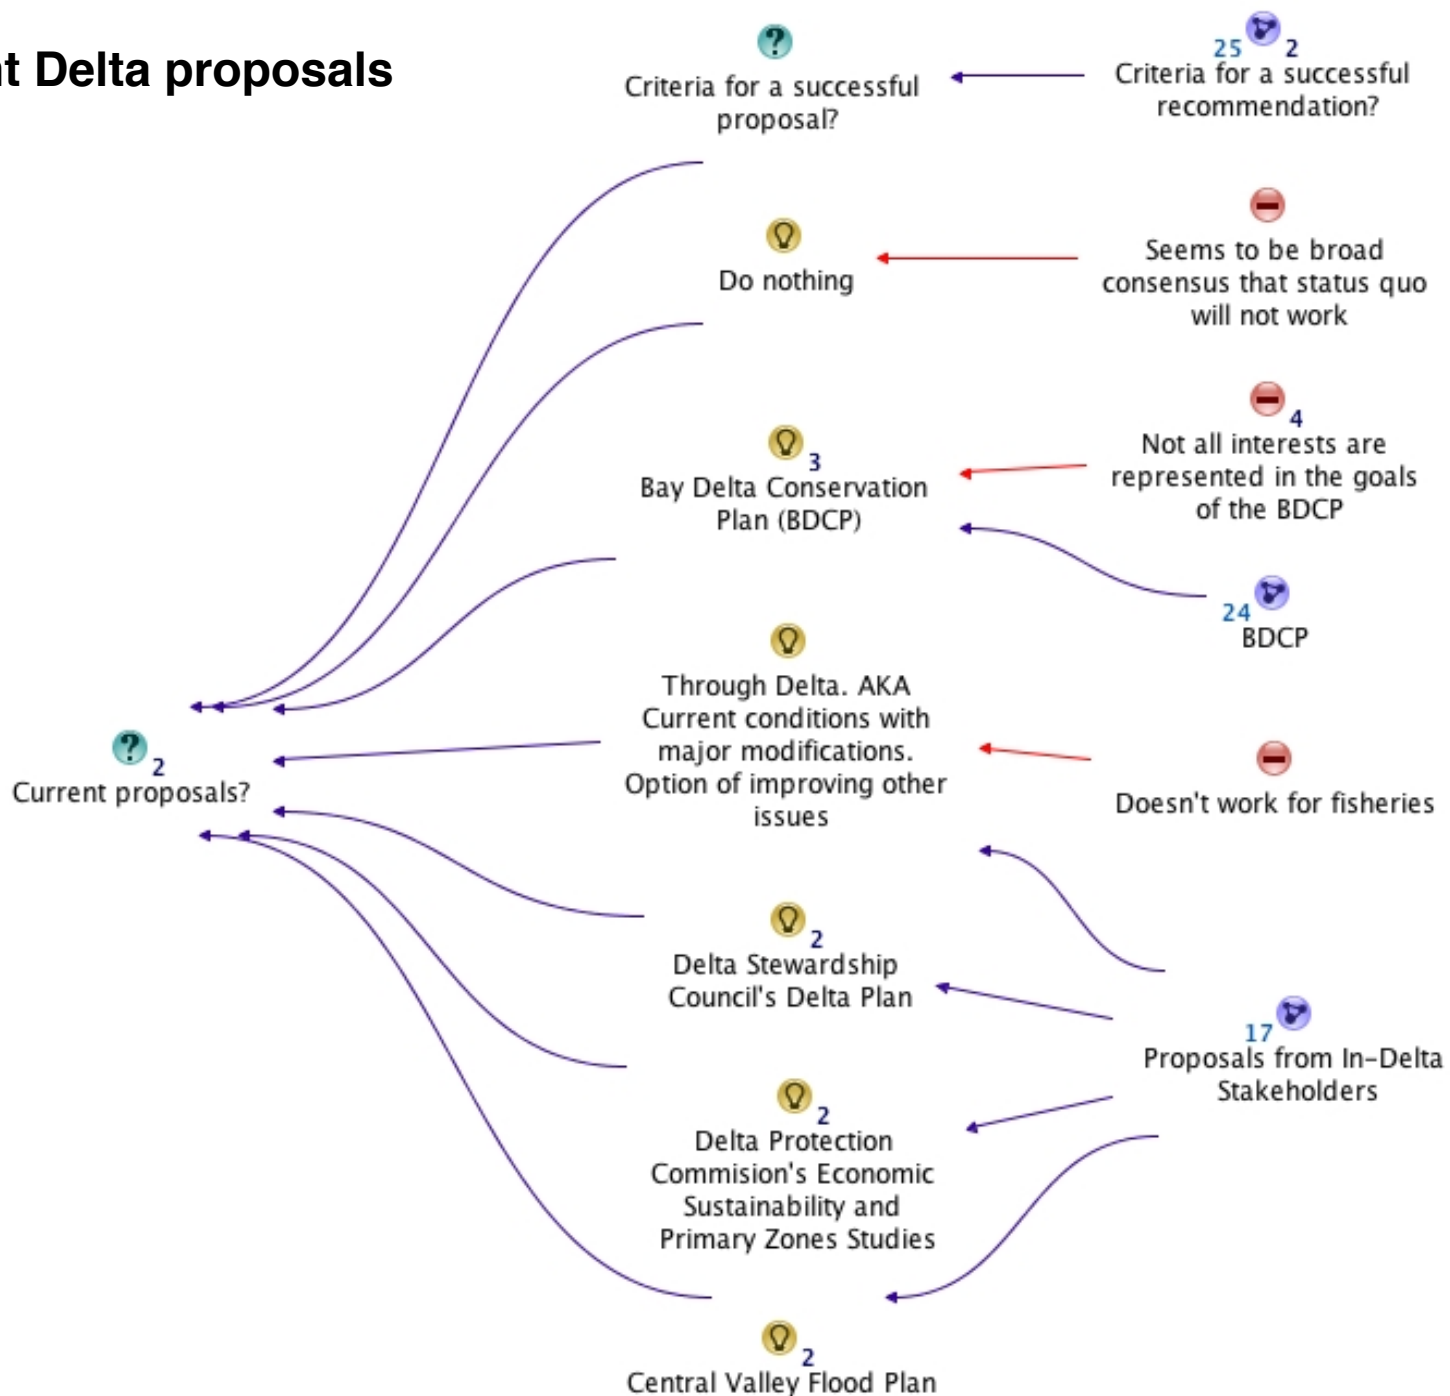 t Delta proposals
?
Criteria for a successful
proposal?
25 2
Criteria for a successful
recommendation?
Do nothing
Seems to be broad
consensus that status quo
will not work
3
Bay Delta Conservation
Plan (BDCP)
4
Not all interests are
represented in the goals
of the BDCP
24
BDCP
?
2
Current proposals?
Through Delta. AKA
Current conditions with
major modifications.
Option of improving other
issues
Doesn't work for fisheries
2
Delta Stewardship
Council's Delta Plan
17
Proposals from In-Delta
Stakeholders
2
Delta Protection
Commision's Economic
Sustainability and
Primary Zones Studies
2
Central Valley Flood Plan